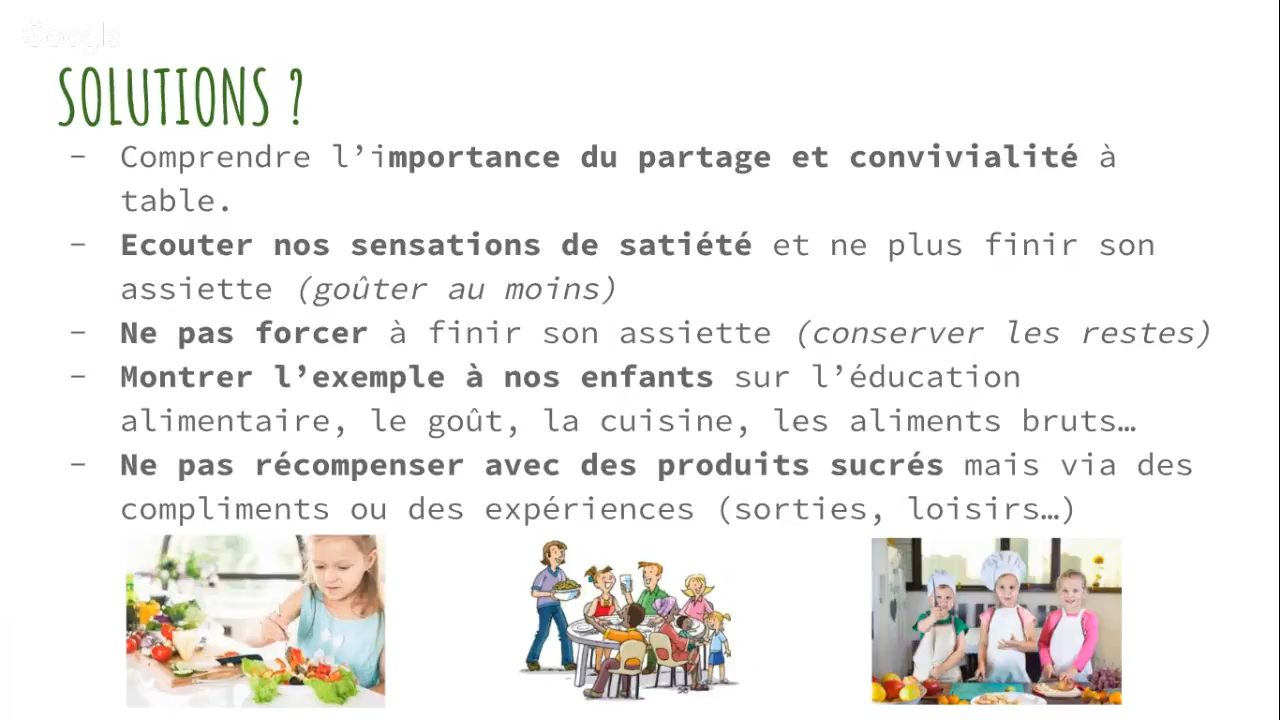 Google
SOLUTIONS ?
- Comprendre l’importance du partage et convivialité à
table.
- Ecouter nos sensations de satiété et ne plus finir son
assiette (goûter au moins)
- Ne pas forcer à finir son assiette (conserver les restes)
- Montrer l’exemple à nos enfants sur l’éducation
alimentaire, le goût, la cuisine, les aliments bruts…
- Ne pas récompenser avec des produits sucrés mais via des
compliments ou des expériences (sorties, loisirs…)